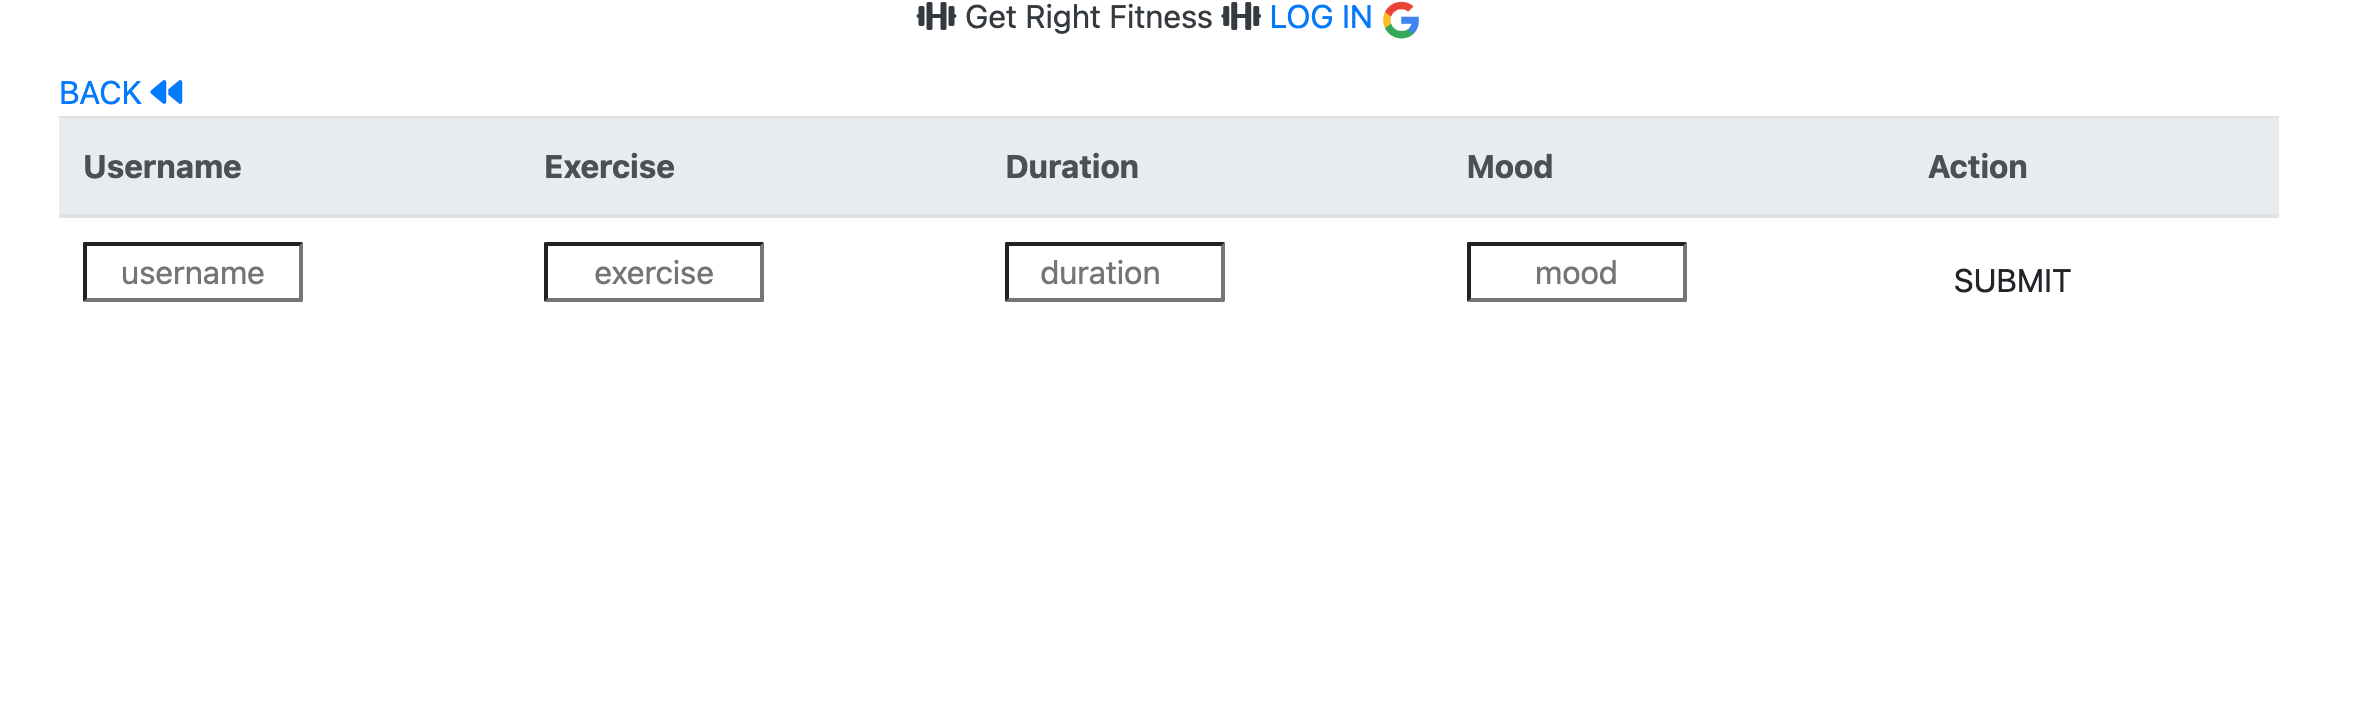 Get Right Fitness LOG IN
BACK
Username Exercise Duration Mood Action
username exercise duration mood SUBMIT